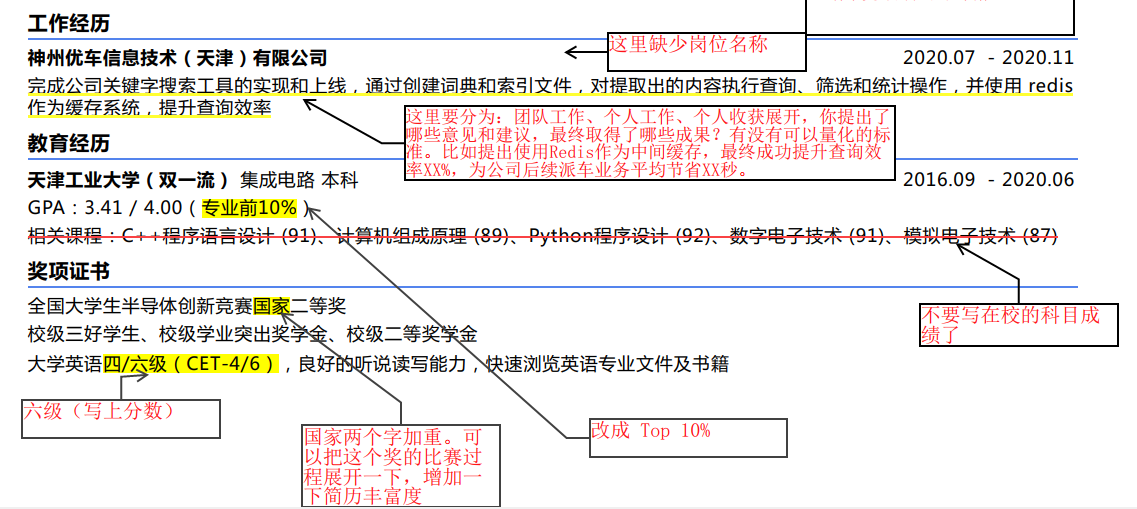 工作经历
这里缺少岗位名称
神州优车信息技术（天津）有限公司 2020.07 - 2020.11
完成公司关键字搜索工具的实现和上线，通过创建词典和索引文件，对提取出的内容执行查询、筛选和统计操作，并使用 redis
作为缓存系统，提升查询效率
这里要分为：团队工作、个人工作、个人收获展开，你提出了
哪些意见和建议，最终取得了哪些成果？有没有可以量化的标
准。比如提出使用Redis作为中间缓存，最终成功提升查询效
率XX%，为公司后续派车业务平均节省XX秒。
教育经历
天津工业大学（双一流） 集成电路 本科 2016.09 - 2020.06
GPA：3.41 / 4.00（ 专业前10% ）
相关课程：C++程序语言设计 (91)、计算机组成原理 (89)、Python程序设计 (92)、数字电子技术 (91)、模拟电子技术 (87)
奖项证书
全国大学生半导体创新竞赛国家二等奖
不要写在校的科目成
绩了
校级三好学生、校级学业突出奖学金、校级二等奖学金
大学英语四/六级（CET-4/6），良好的听说读写能力，快速浏览英语专业文件及书籍
六级（写上分数）
国家两个字加重。可
以把这个奖的比赛过
程展开一下，增加一
下简历丰富度
改成 Top 10%